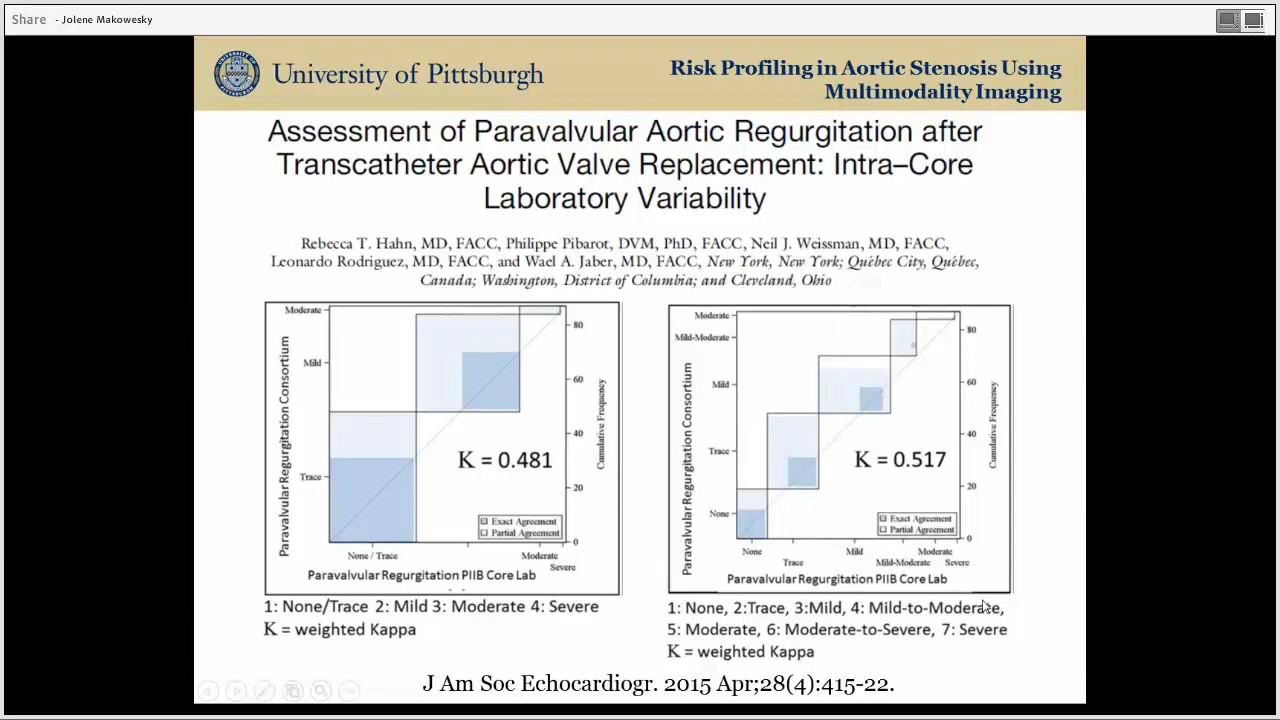 Share - Jolene Makowesky
University of Pittsburgh
Risk Profiling in Aortic Stenosis Using
Multimodality Imaging
Assessment of Paravalvular Aortic Regurgitation after
Transcatheter Aortic Valve Replacement: Intra–Core
Laboratory Variability
Rebecca T. Hahn, MD, FACC, Philippe Pibarot, DVM, PhD, FACC, Neil J. Weissman, MD, FACC,
Leonardo Rodriguez, MD, FACC, and Wael A. Jaber, MD, FACC, New York, New York; Québec City, Québec,
Canada; Washington, District of Columbia; and Cleveland, Ohio
Paravalvular Regurgitation Consortium
Moderate
Mild
Trace
80
60
40
20
0
Cumulative Frequency
K = 0.481
Exact Agreement
Partial Agreement
None / Trace
Moderate
Severe
Paravalvular Regurgitation PIIB Core Lab
1: None/Trace 2: Mild 3: Moderate 4: Severe
K = weighted Kappa
Paravalvular Regurgitation Consortium
Moderate
Mild-Moderate
Mild
Trace
None
80
60
40
20
0
Cumulative Frequency
K = 0.517
Exact Agreement
Partial Agreement
None
Trace
Mild
Mild-Moderate
Moderate
Severe
Paravalvular Regurgitation PIIB Core Lab
1: None, 2:Trace, 3:Mild, 4: Mild-to-Moderate,
5: Moderate, 6: Moderate-to-Severe, 7: Severe
K = weighted Kappa
J Am Soc Echocardiogr. 2015 Apr;28(4):415-22.